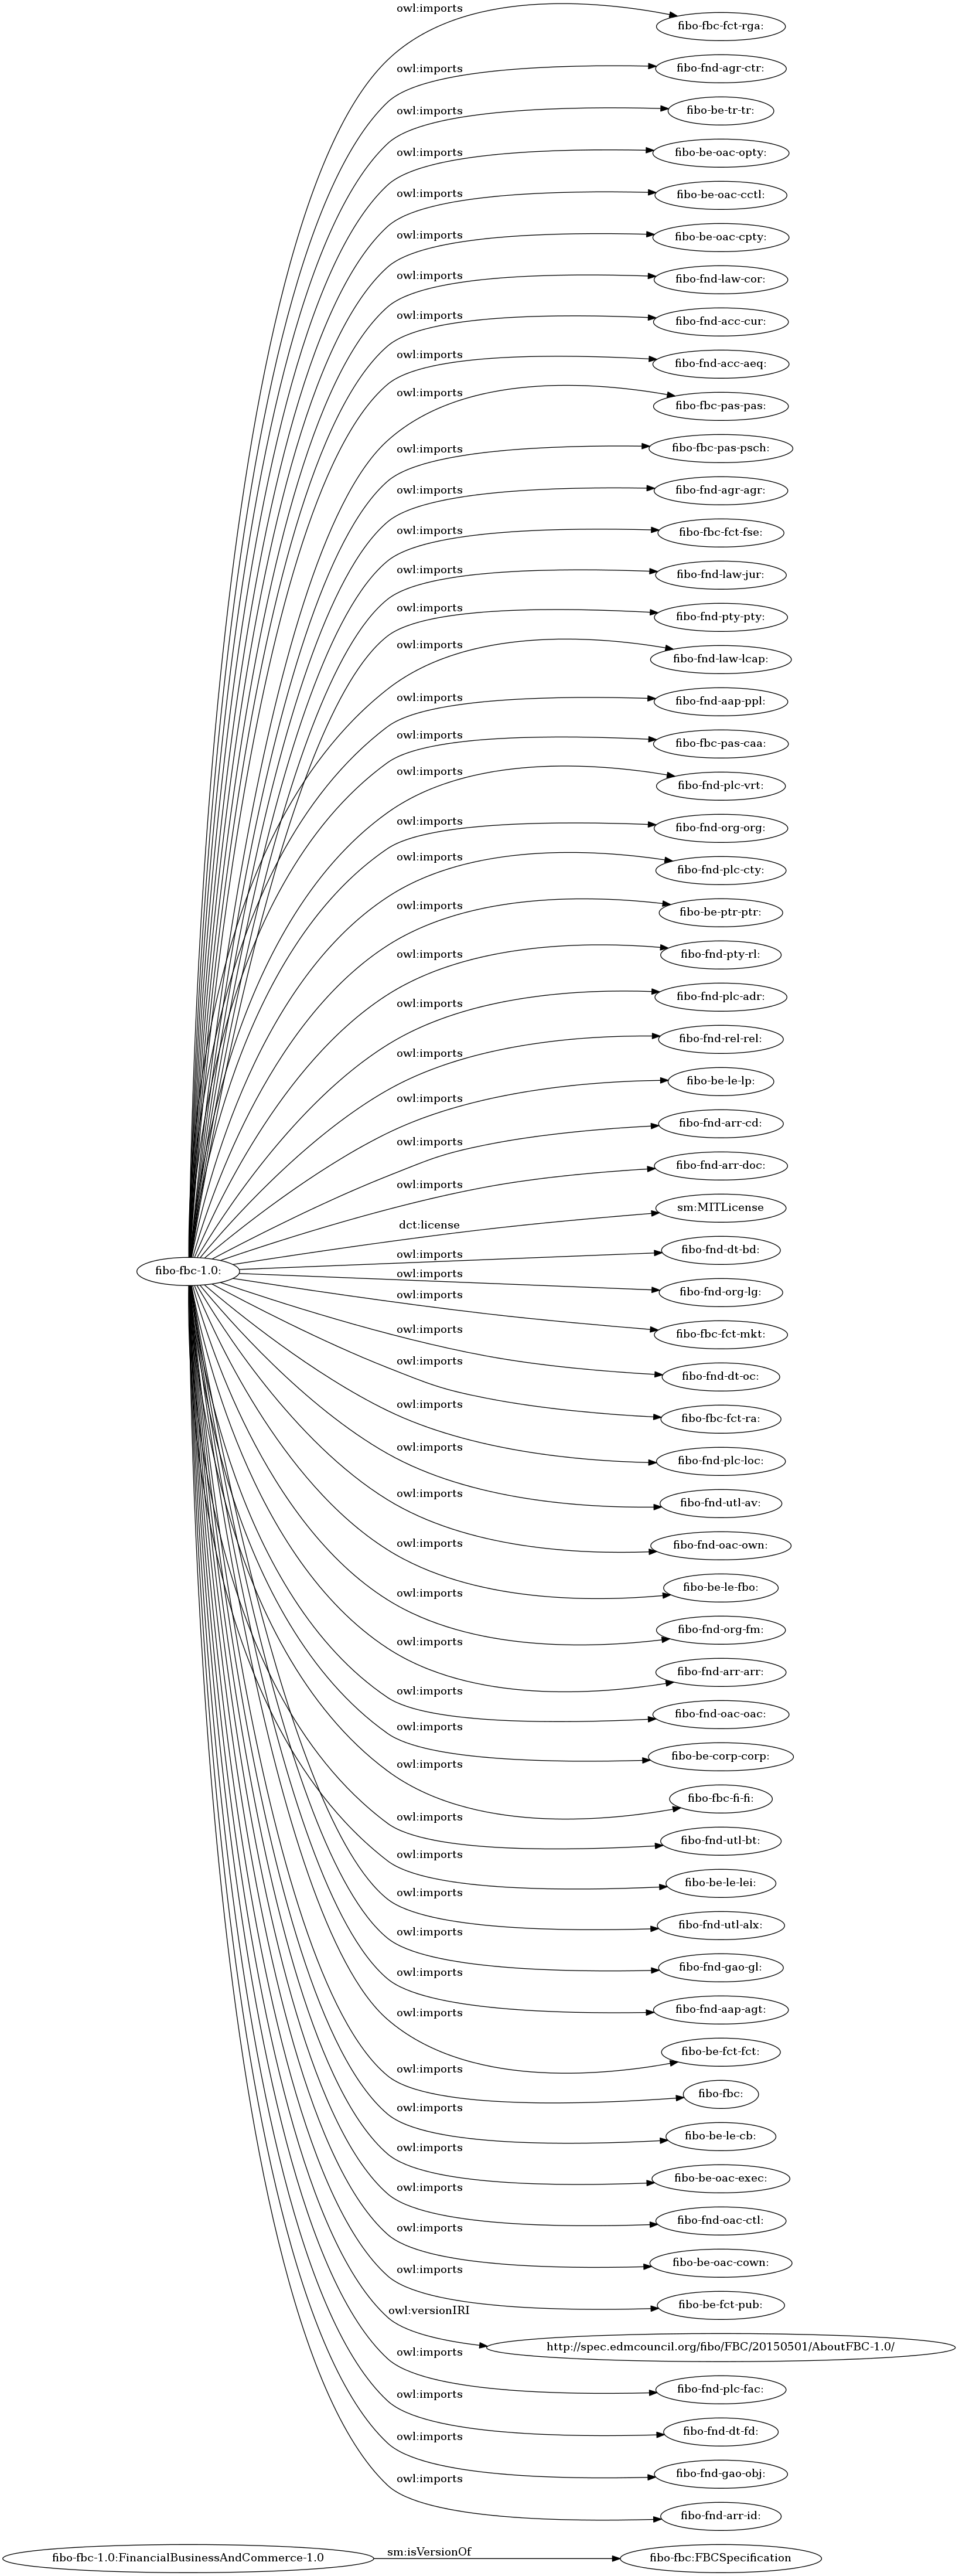 owl:imports
fibo-fbc-fct-rga:
owl:imports
fibo-fnd-agr-ctr:
owl:imports
fibo-be-tr-tr:
owl:imports
fibo-be-oac-opty:
owl:imports
fibo-be-oac-cctl:
owl:imports
fibo-be-oac-cpty:
owl:imports
fibo-fnd-law-cor:
owl:imports
fibo-fnd-acc-cur:
owl:imports
fibo-fnd-acc-aeq:
owl:imports
fibo-fbc-pas-pas:
owl:imports
fibo-fbc-pas-psch:
owl:imports
fibo-fnd-agr-agr:
owl:imports
fibo-fbc-fct-fse:
owl:imports
fibo-fnd-law-jur:
owl:imports
fibo-fnd-pty-pty:
owl:imports
fibo-fnd-law-lcap:
owl:imports
fibo-fnd-aap-ppl:
owl:imports
fibo-fbc-pas-caa:
owl:imports
fibo-fnd-plc-vrt:
owl:imports
fibo-fnd-org-org:
owl:imports
fibo-fnd-plc-cty:
owl:imports
fibo-be-ptr-ptr:
owl:imports
fibo-fnd-pty-rl:
owl:imports
fibo-fnd-plc-adr:
owl:imports
fibo-fnd-rel-rel:
owl:imports
fibo-be-le-lp:
owl:imports
fibo-fnd-arr-cd:
owl:imports
fibo-fnd-arr-doc:
dct:license
sm:MITLicense
fibo-fbc-1.0:
owl:imports
fibo-fnd-dt-bd:
owl:imports
fibo-fnd-org-lg:
owl:imports
fibo-fbc-fct-mkt:
owl:imports
fibo-fnd-dt-oc:
owl:imports
fibo-fbc-fct-ra:
owl:imports
fibo-fnd-plc-loc:
owl:imports
fibo-fnd-utl-av:
owl:imports
fibo-fnd-oac-own:
owl:imports
fibo-be-le-fbo:
owl:imports
fibo-fnd-org-fm:
owl:imports
fibo-fnd-arr-arr:
owl:imports
fibo-fnd-oac-oac:
owl:imports
fibo-be-corp-corp:
owl:imports
fibo-fbc-fi-fi:
owl:imports
fibo-fnd-utl-bt:
owl:imports
fibo-be-le-lei:
owl:imports
fibo-fnd-utl-alx:
owl:imports
fibo-fnd-gao-gl:
owl:imports
fibo-fnd-aap-agt:
owl:imports
fibo-be-fct-fct:
owl:imports
fibo-fbc:
owl:imports
fibo-be-le-cb:
owl:imports
fibo-be-oac-exec:
owl:imports
fibo-fnd-oac-ctl:
owl:imports
fibo-be-oac-cown:
owl:imports
fibo-be-fct-pub:
owl:versionIRI
http://spec.edmcouncil.org/fibo/FBC/20150501/AboutFBC-1.0/
owl:imports
fibo-fnd-plc-fac:
owl:imports
fibo-fnd-dt-fd:
owl:imports
fibo-fnd-gao-obj:
owl:imports
fibo-fnd-arr-id:
fibo-fbc-1.0:FinancialBusinessAndCommerce-1.0
sm:isVersionOf
fibo-fbc:FBCSpecification